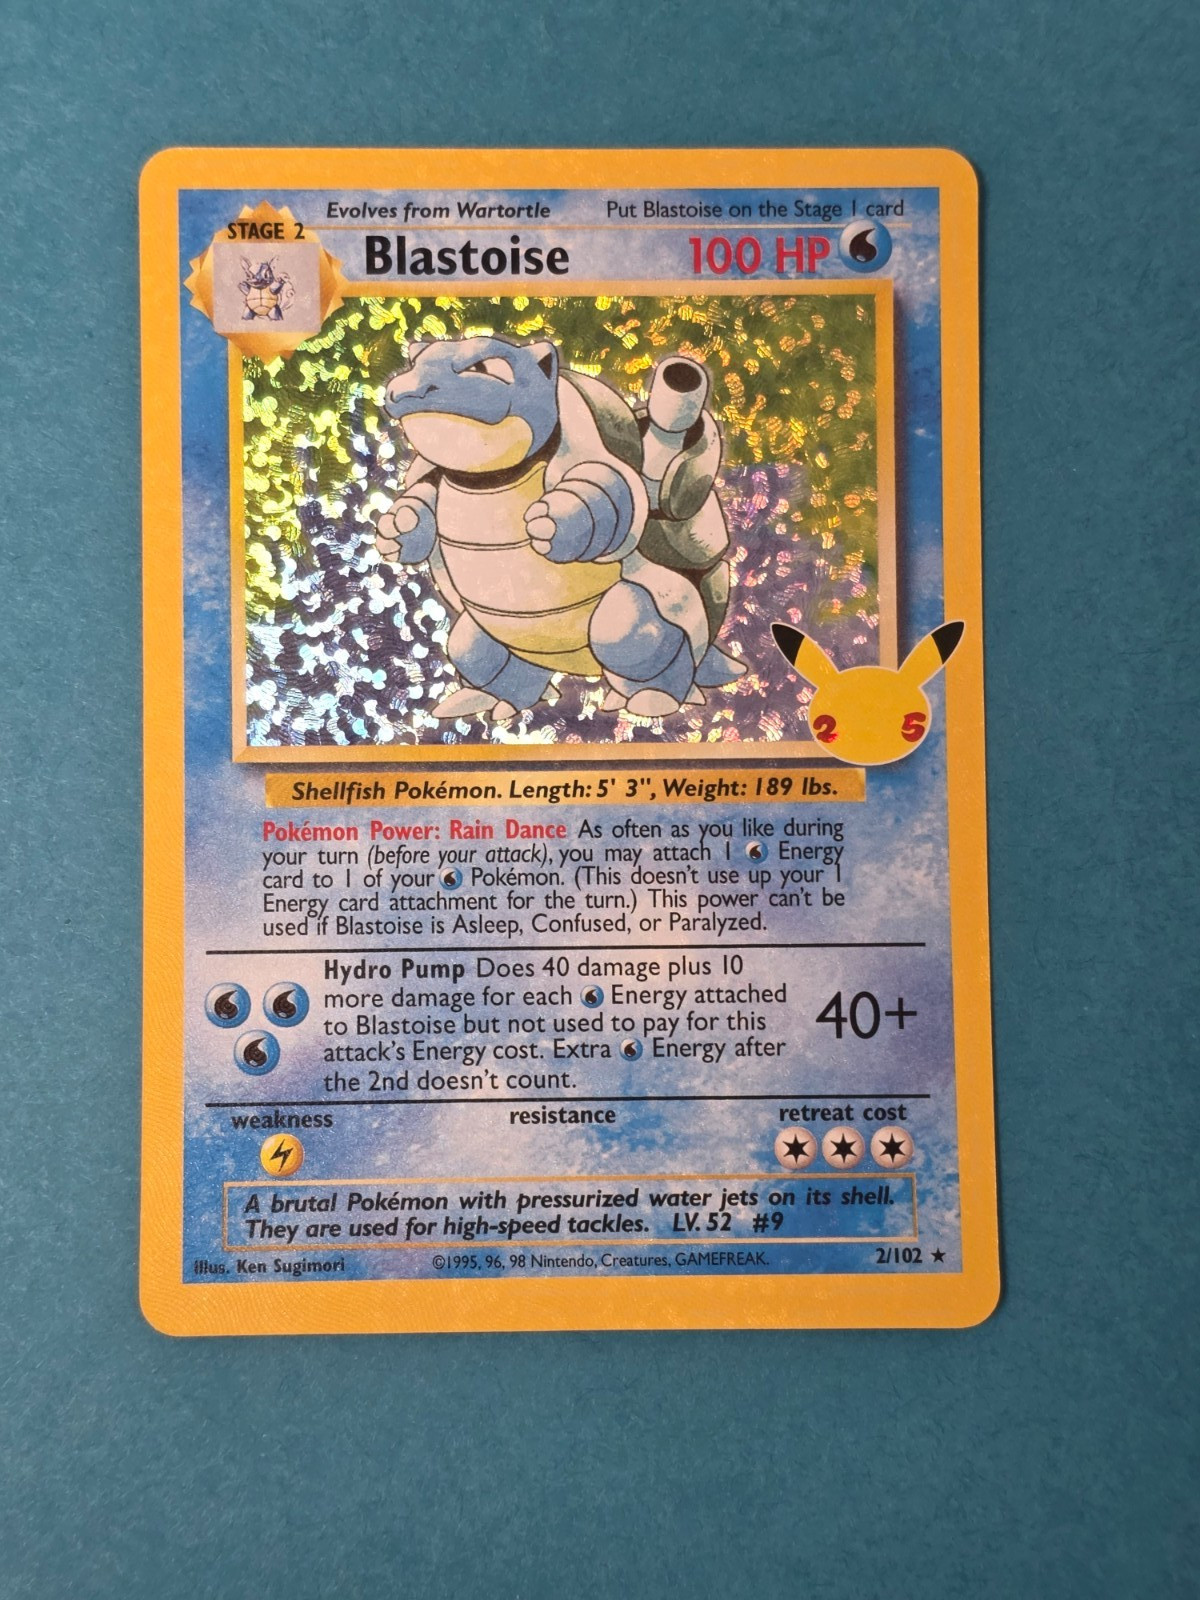 Evolves from Wartortle Put Blastoise on the Stage 1 card
STAGE 2
Blastoise 100 HP
25
Shellfish Pokémon. Length: 5' 3", Weight: 189 lbs.
Pokémon Power: Rain Dance As often as you like during
your turn (before your attack), you may attach 1 Energy
card to 1 of your Pokémon. (This doesn't use up your 1
Energy card attachment for the turn.) This power can't be
used if Blastoise is Asleep, Confused, or Paralyzed.
Hydro Pump Does 40 damage plus 10
more damage for each Energy attached
to Blastoise but not used to pay for this
attack's Energy cost. Extra Energy after
the 2nd doesn't count.
40+
weakness resistance retreat cost
A brutal Pokémon with pressurized water jets on its shell.
They are used for high-speed tackles. LV. 52 #9
Illus. Ken Sugimori ©1995, 96, 98 Nintendo, Creatures, GAMEFREAK. 2/102 ★